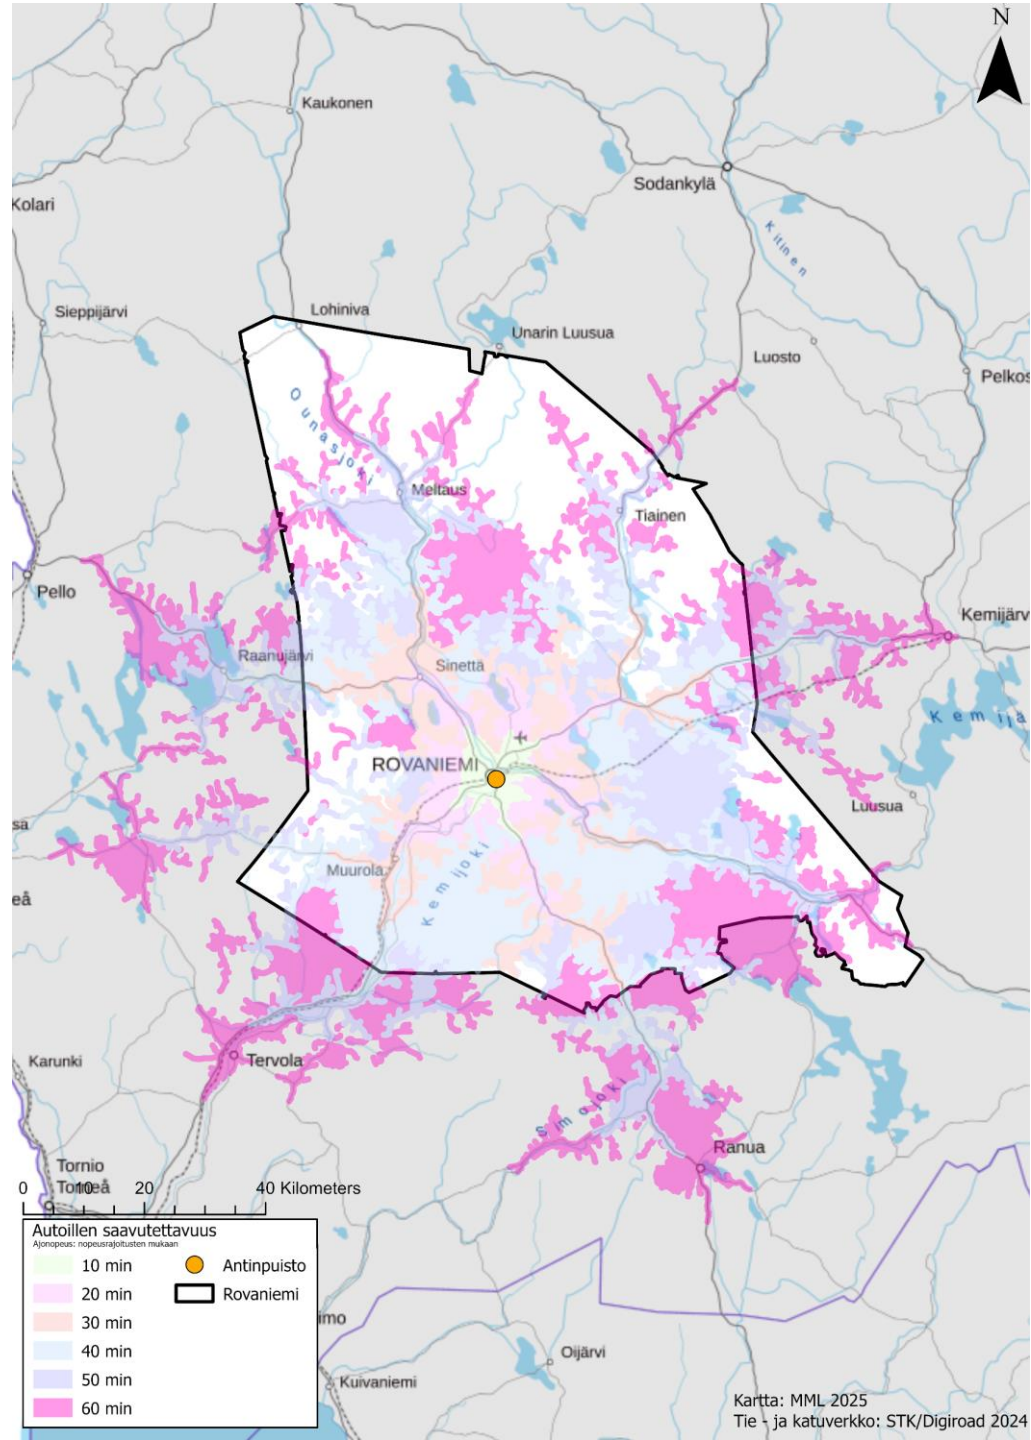 N
Kaukonen
Kolari
Sodankylä
Kitinen
Sieppijärvi
Lohiniva
Unarin Luusua
Luosto
Pelkos
Ounasjoki
Meltaus
Tiainen
Pello
Kemijärv
Raanujärvi
Sinettä
Kemijä
ROVANIEMI
Luusua
sa
Muurola
Kemijoki
eå
Karunki
Tervola
Simojoki
Ranua
Tornio
Torneå
0 10 20 40 Kilometers
Autoillen saavutettavuus
Ajonopeus: nopeusrajoitusten mukaan
10 min
Antinpuisto
20 min
Rovaniemi
30 min
imo
40 min
Oijärvi
50 min
Kuivaniemi
60 min
Kartta: MML 2025
Tie - ja katuverkko: STK/Digiroad 2024